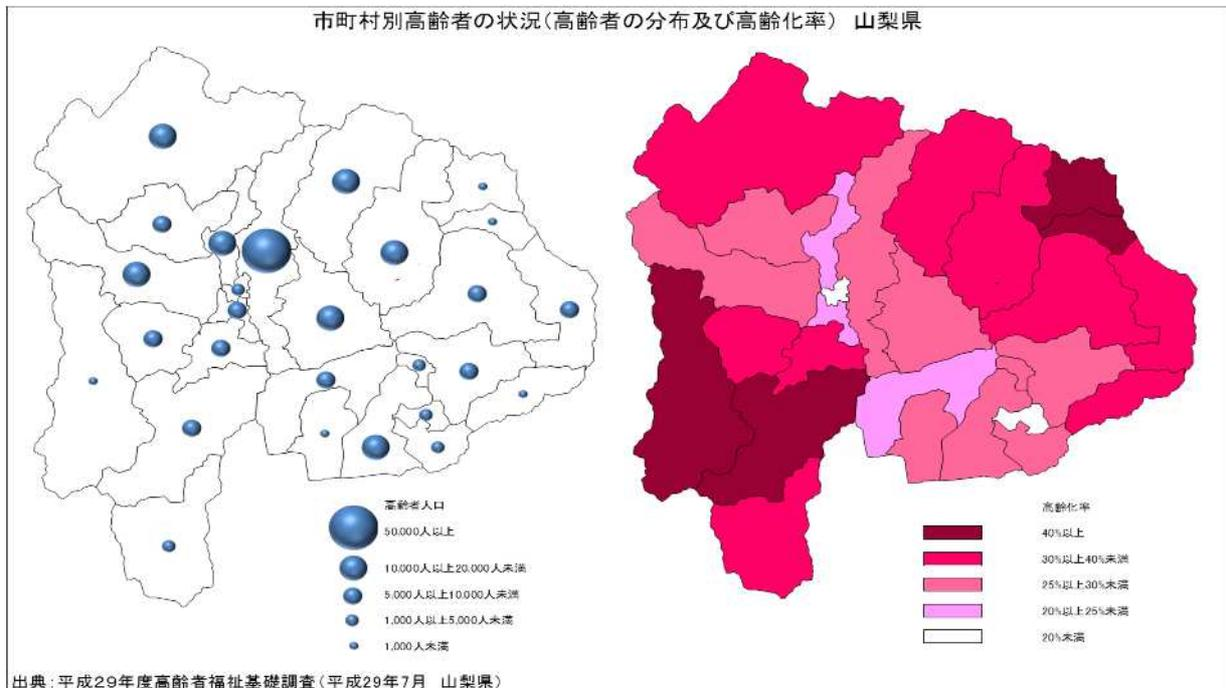 市町村別高齢者の状況(高齢者の分布及び高齢化率) 山梨県
高齢者人口
50,000人以上
10,000人以上20,000人未満
5,000人以上10,000人未満
1,000人以上5,000人未満
1,000人未満
高齢化率
40%以上
30%以上40%未満
25%以上30%未満
20%以上25%未満
20%未満
出典:平成29年度高齢者福祉基礎調査(平成29年7月 山梨県)